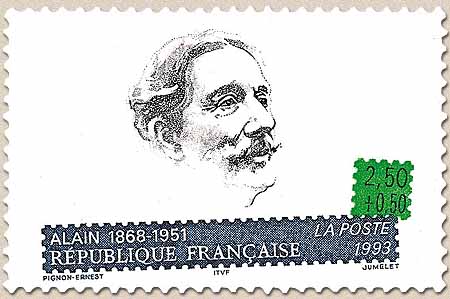 2,50
+0,50
ALAIN 1868-1951
LA POSTE
RÉPUBLIQUE FRANÇAISE
1993
PIGNON-ERNEST
ITVF
JUMELET